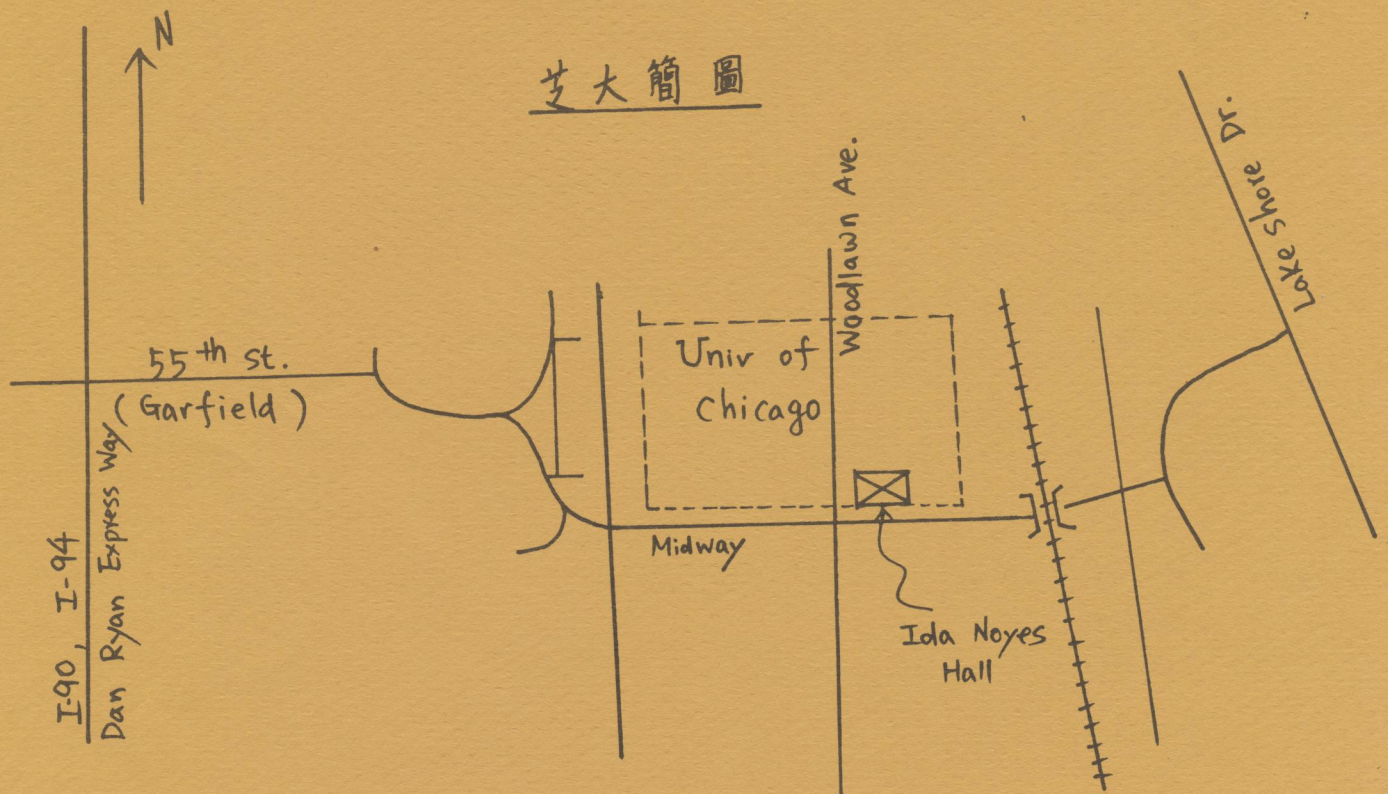 N
芝大簡圖
Lake Shore Dr.
Woodlawn Ave.
55th St.
(Garfield)
Univ of
Chicago
I-90, I-94
Dan Ryan Express Way
Midway
Ida Noyes
Hall